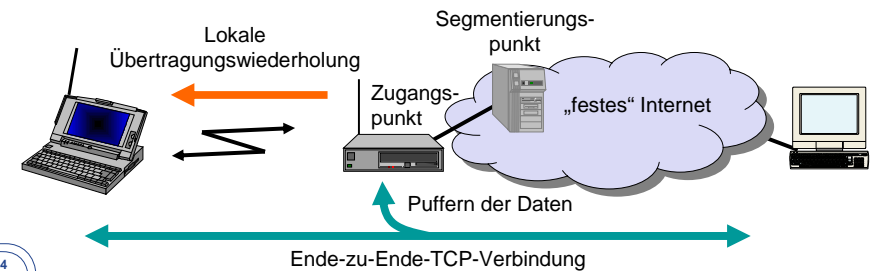 Segmentierungs-
punkt
Lokale
Übertragungswiederholung
Zugangs-
punkt
„festes“ Internet
Puffern der Daten
Ende-zu-Ende-TCP-Verbindung
4